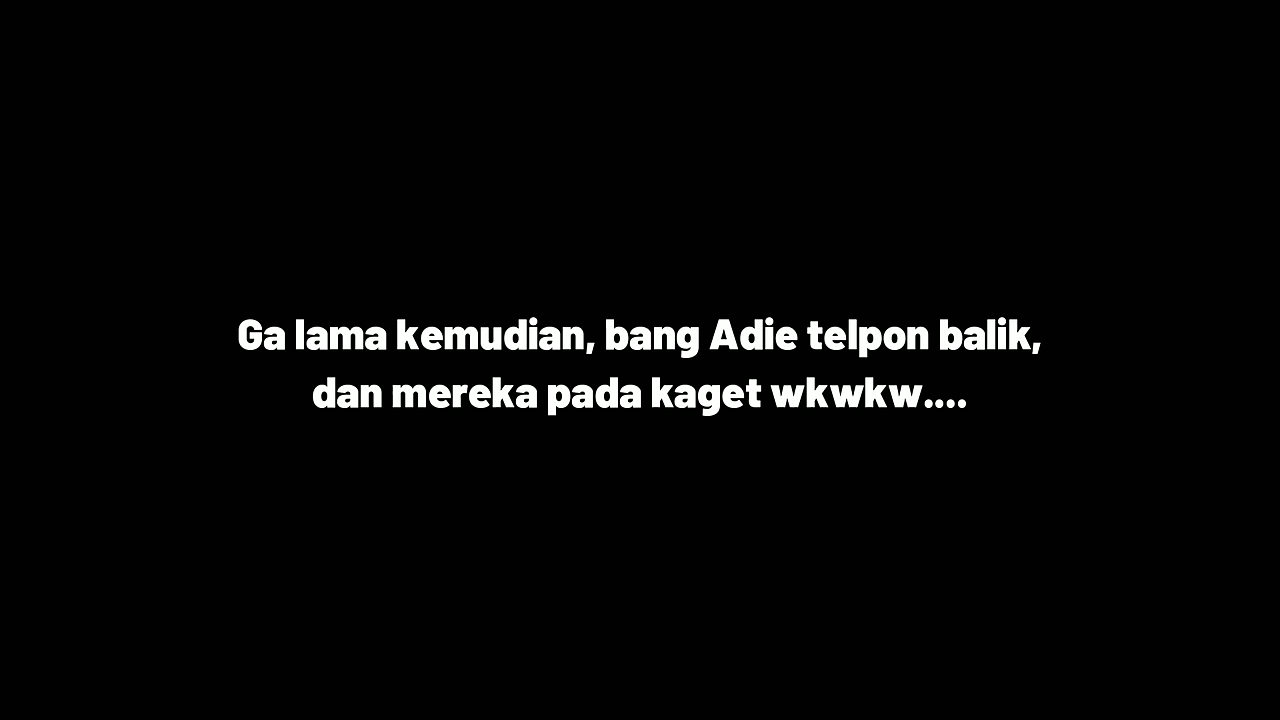 Ga lama kemudian, bang Adie telpon balik,
dan mereka pada kaget wkwkw....